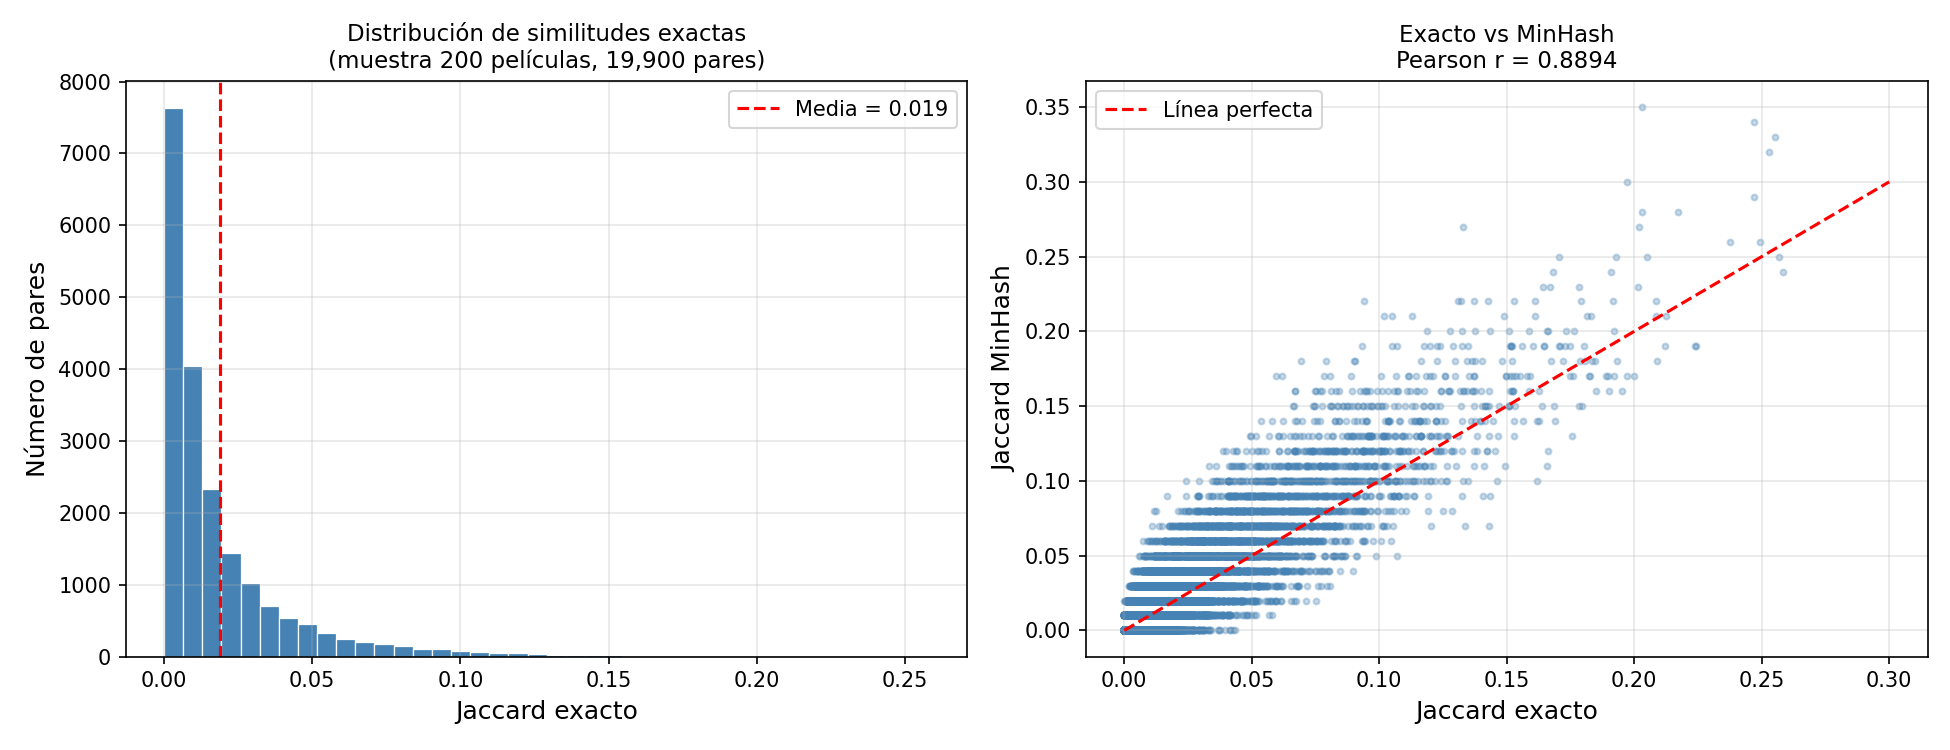 Distribución de similitudes exactas
(muestra 200 películas, 19,900 pares)
Media = 0.019
8000
7000
6000
5000
4000
3000
2000
1000
0
Número de pares
0.00 0.05 0.10 0.15 0.20 0.25
Jaccard exacto
Exacto vs MinHash
Pearson r = 0.8894
Línea perfecta
0.35
0.30
0.25
0.20
0.15
0.10
0.05
0.00
Jaccard MinHash
0.00 0.05 0.10 0.15 0.20 0.25 0.30
Jaccard exacto